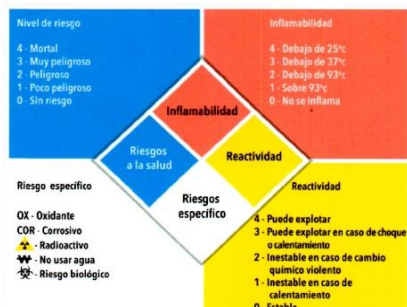 Nivel de riesgo
4 - Mortal
3 - Muy peligroso
2 - Peligroso
1 - Poco peligroso
0 - Sin riesgo
Inflamabilidad
4 - Debajo de 25°c
3 - Debajo de 37°c
2 - Debajo de 93°c
1 - Sobre 93°c
0 - No se inflama
Inflamabilidad
Riesgos
a la salud
Reactividad
Riesgos
específico
Riesgo específico
OX - Oxidante
COR - Corrosivo
- Radioactivo
W - No usar agua
- Riesgo biológico
Reactividad
4 - Puede explotar
3 - Puede explotar en caso de choque
o calentamiento
2 - Inestable en caso de cambio
químico violento
1 - Inestable en caso de
calentamiento
0 - Estable